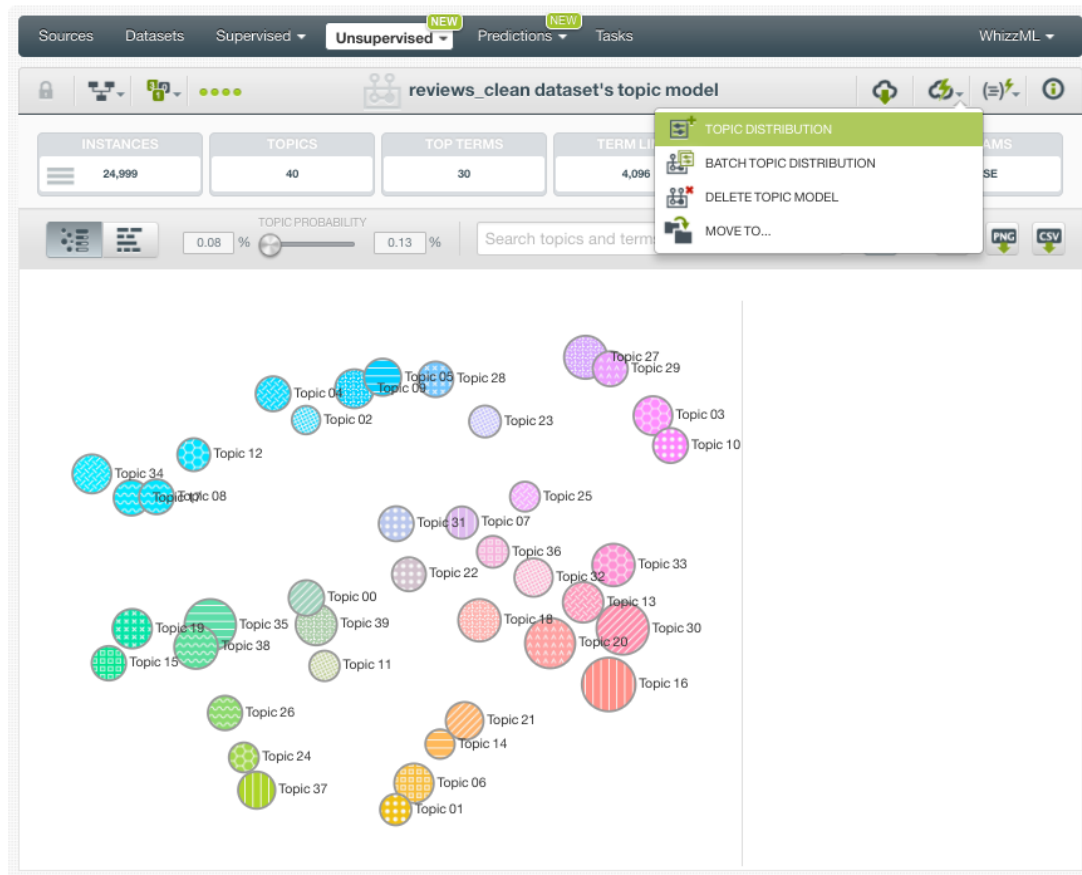 NEW
NEW
Sources Datasets Supervised Unsupervised Predictions Tasks WhizzML
reviews_clean dataset's topic model
TOPIC DISTRIBUTION
BATCH TOPIC DISTRIBUTION
DELETE TOPIC MODEL
MOVE TO...
INSTANCES TOPICS TOP TERMS TERM
24,999 40 30 4,096
TOPIC PROBABILITY
0.08 % 0.13 % Search topics and term
PNG CSV
Topic 27
Topic 29
Topic 05 Topic 28
Topic 09
Topic 04
Topic 03
Topic 02 Topic 23
Topic 10
Topic 12
Topic 34
Topic 08
Topic 25
Topic 31 Topic 07
Topic 36
Topic 33
Topic 22 Topic 32
Topic 00
Topic 13
Topic 18
Topic 35 Topic 39
Topic 19 Topic 30
Topic 20
Topic 38
Topic 15 Topic 11
Topic 16
Topic 26
Topic 21
Topic 14
Topic 24
Topic 06
Topic 37
Topic 01